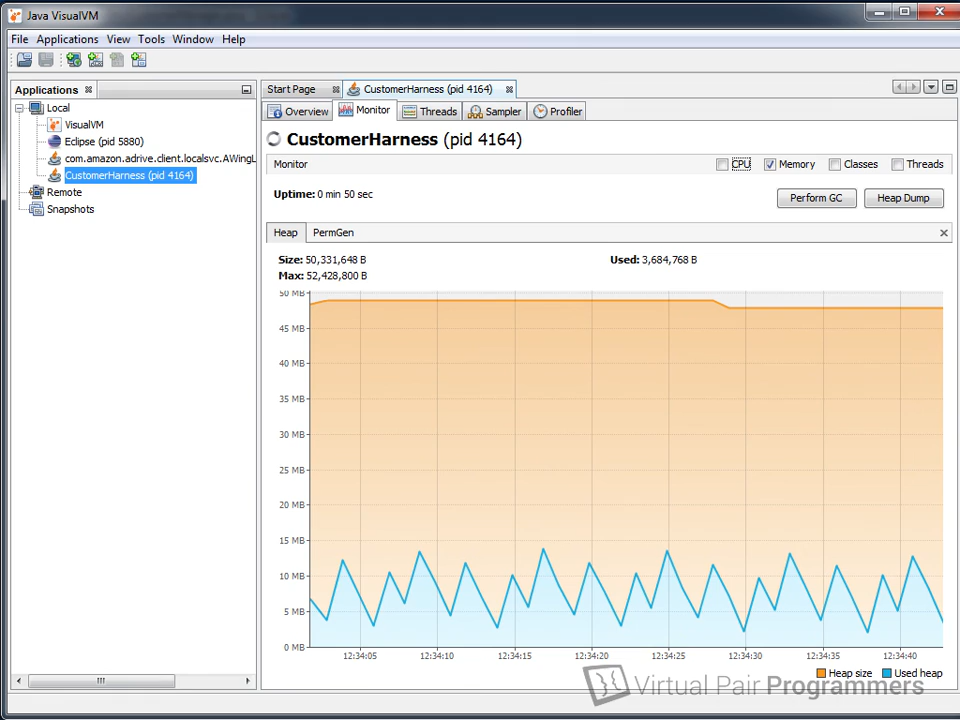 Java VisualVM
File Applications View Tools Window Help
Applications
Local
VisualVM
Eclipse (pid 5880)
com.amazon.adrive.client.localsvc.AWingL
CustomerHarness (pid 4164)
Remote
Snapshots
Start Page
CustomerHarness (pid 4164)
Overview Monitor Threads Sampler Profiler
CustomerHarness (pid 4164)
Monitor CPU Memory Classes Threads
Uptime: 0 min 50 sec
Perform GC Heap Dump
Heap PermGen
Size: 50,331,648 B Used: 3,684,768 B
Max: 52,428,800 B
50 MB
45 MB
40 MB
35 MB
30 MB
25 MB
20 MB
15 MB
10 MB
5 MB
0 MB
12:34:05 12:34:10 12:34:15 12:34:20 12:34:25 12:34:30 12:34:35 12:34:40
Heap size Used heap
Virtual Pair Programmers